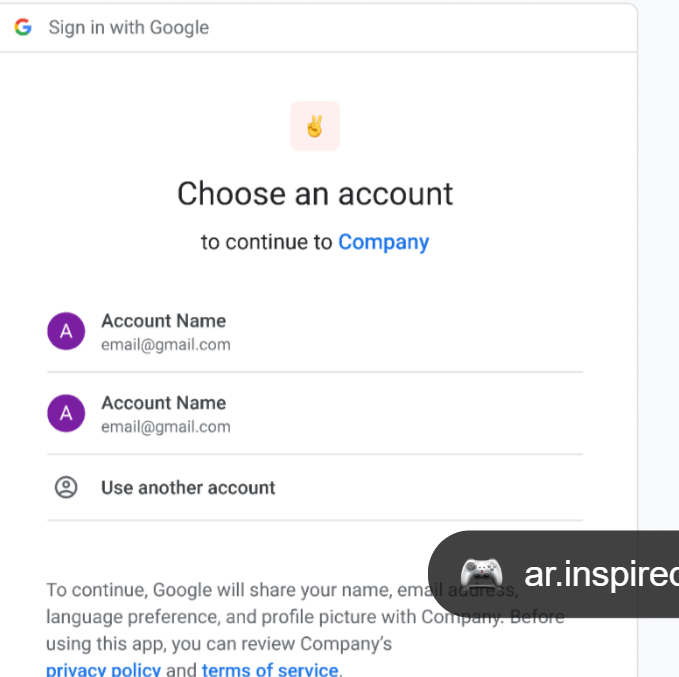 Sign in with Google
Choose an account
to continue to Company
A
Account Name
email@gmail.com
A
Account Name
email@gmail.com
Use another account
To continue, Google will share your name, email address,
language preference, and profile picture with Company. Before
using this app, you can review Company’s
privacy policy and terms of service.
ar.inspired